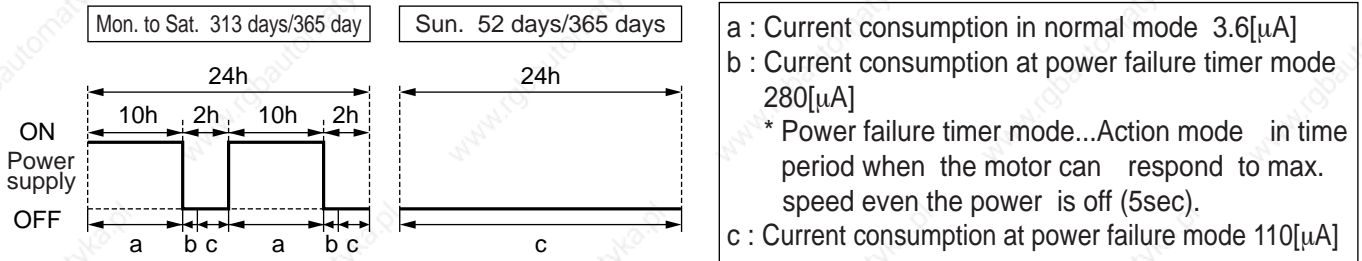 Mon. to Sat. 313 days/365 day
Sun. 52 days/365 days
24h
24h
10h 2h 10h 2h
ON
Power
supply
OFF
a b c a b c
c
a : Current consumption in normal mode 3.6[μA]
b : Current consumption at power failure timer mode
280[μA]
* Power failure timer mode...Action mode in time
period when the motor can respond to max.
speed even the power is off (5sec).
c : Current consumption at power failure mode 110[μA]